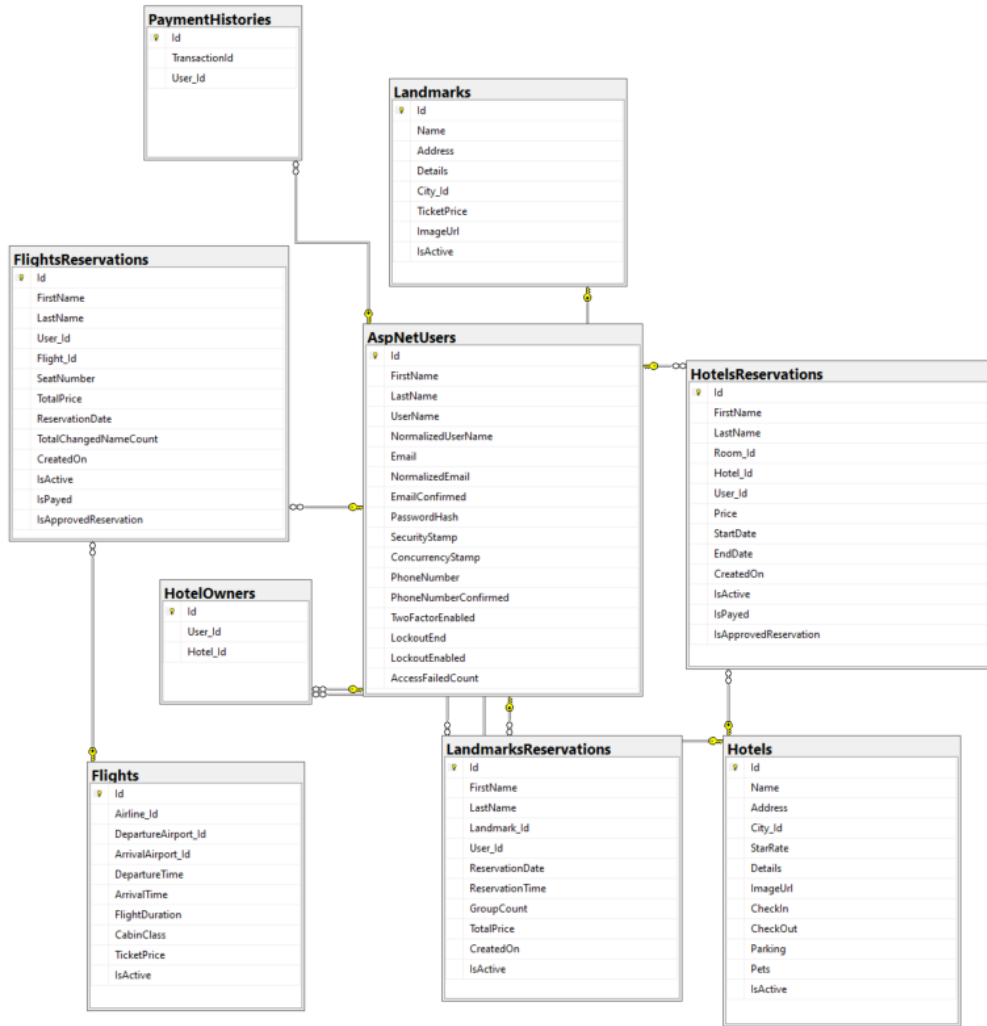 PaymentHistories
Id
TransactionId
User_Id
Landmarks
Id
Name
Address
Details
City_Id
TicketPrice
ImageUrl
IsActive
FlightsReservations
Id
FirstName
LastName
User_Id
Flight_Id
SeatNumber
TotalPrice
ReservationDate
TotalChangedNameCount
CreatedOn
IsActive
IsPayed
IsApprovedReservation
AspNetUsers
Id
FirstName
LastName
UserName
NormalizedUserName
Email
NormalizedEmail
EmailConfirmed
PasswordHash
SecurityStamp
ConcurrencyStamp
PhoneNumber
PhoneNumberConfirmed
TwoFactorEnabled
LockoutEnd
LockoutEnabled
AccessFailedCount
HotelsReservations
Id
FirstName
LastName
Room_Id
Hotel_Id
User_Id
Price
StartDate
EndDate
CreatedOn
IsActive
IsPayed
IsApprovedReservation
HotelOwners
Id
User_Id
Hotel_Id
Flights
Id
Airline_Id
DepartureAirport_Id
ArrivalAirport_Id
DepartureTime
ArrivalTime
FlightDuration
CabinClass
TicketPrice
IsActive
LandmarksReservations
Id
FirstName
LastName
Landmark_Id
User_Id
ReservationDate
ReservationTime
GroupCount
TotalPrice
CreatedOn
IsActive
Hotels
Id
Name
Address
City_Id
StarRate
Details
ImageUrl
CheckIn
CheckOut
Parking
Pets
IsActive